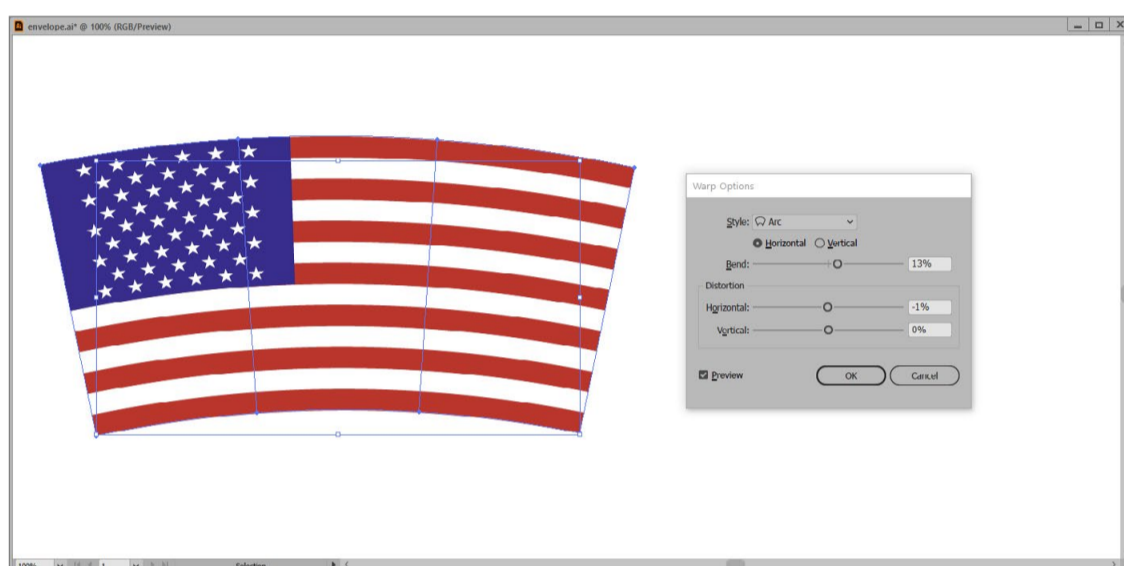 envelope.ai* @ 100% (RGB/Preview)
Warp Options
Style: Arc
Horizontal Vertical
Bend: 13%
Distortion
Horizontal: -1%
Vertical: 0%
Preview OK Cancel
100% 1 Selection